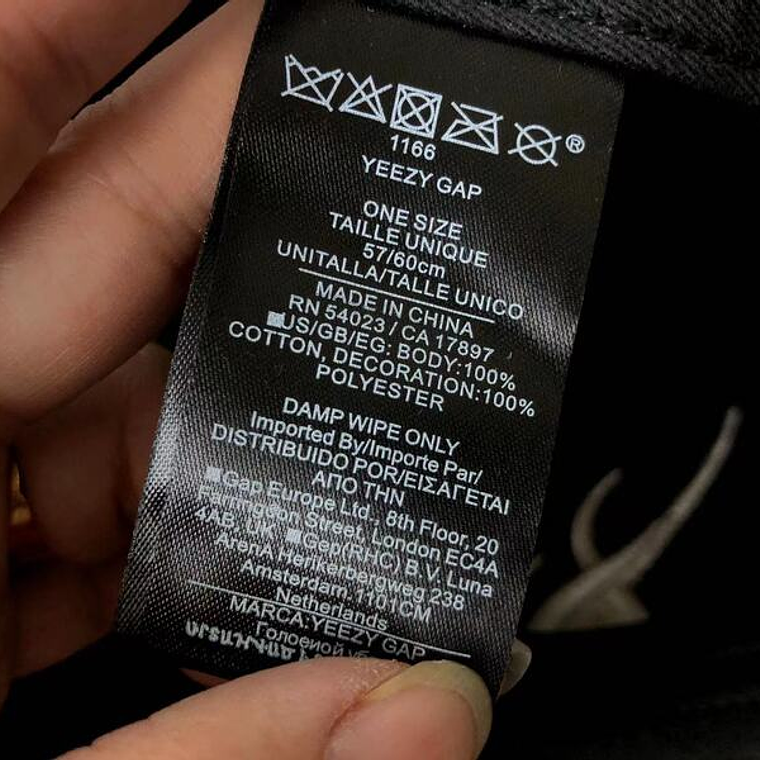 ®
1166
YEEZY GAP
ONE SIZE
TAILLE UNIQUE
57/60cm
UNITALLA/TALLE UNICO
MADE IN CHINA
RN 54023 / CA 17897
US/GB/EG: BODY:100%
COTTON, DECORATION:100%
POLYESTER
DAMP WIPE ONLY
Imported By/Importe Par/
DISTRIBUIDO POR/ΕΙΣΑΓΕΤΑΙ
ΑΠΟ ΤΗΝ
Gap Europe Ltd., 8th Floor, 20
Farringdon Street, London EC4A
4AB, UK Gep(RHC) B.V. Luna
ArenA Herikerbergweg 238
Amsterdam 1101CM
Netherlands
MARCA:YEEZY GAP
Головной